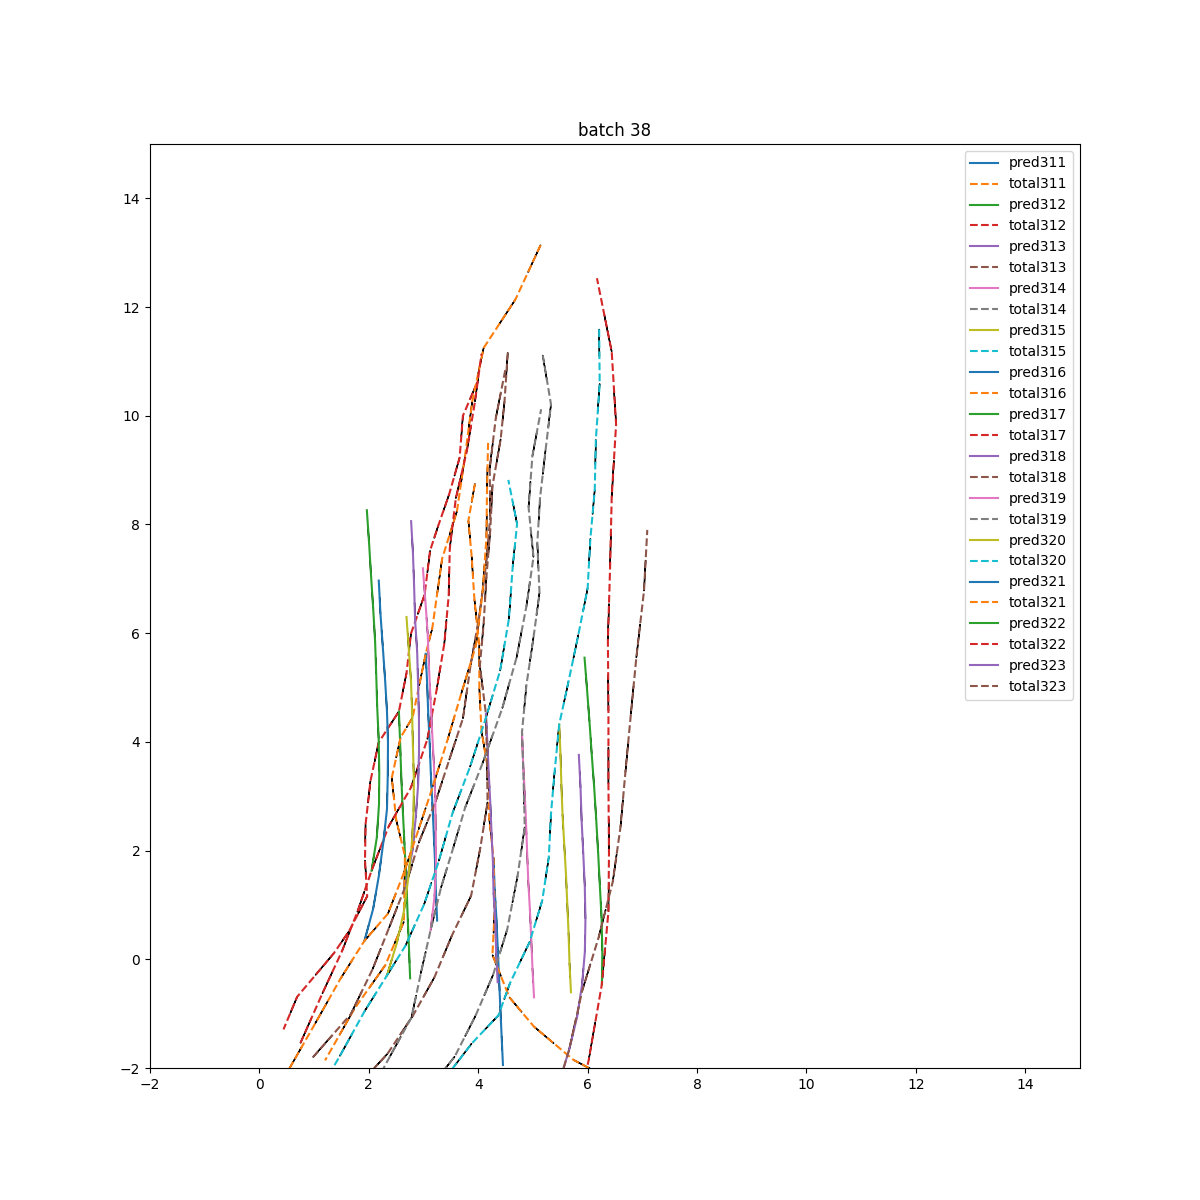 batch 38
14
12
10
8
6
4
2
0
−2
−2
0
2
4
6
8
10
12
14
pred311
total311
pred312
total312
pred313
total313
pred314
total314
pred315
total315
pred316
total316
pred317
total317
pred318
total318
pred319
total319
pred320
total320
pred321
total321
pred322
total322
pred323
total323